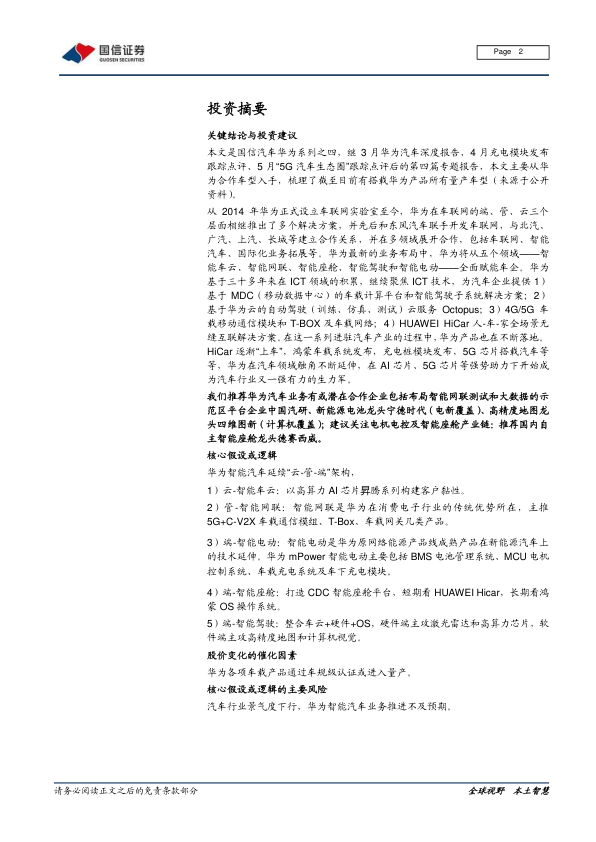 国信证券
GUOSEN SECURITIES
Page 2
投资摘要
关键结论与投资建议
本文是国信汽车华为系列之四，继 3 月华为汽车深度报告、4 月充电模块发布
跟踪点评，5 月“5G 汽车生态圈”跟踪点评后的第四篇专题报告，本文主要从华
为合作车型入手，梳理了截至目前有搭载华为产品所有量产车型（来源于公开
资料）。
从 2014 年华为正式设立车联网实验室至今，华为在车联网的端、管、云三个
层面相继推出了多个解决方案，并先后和东风汽车联手开发车联网，与北汽、
广汽、上汽、长城等建立合作关系，并在多领域展开合作，包括车联网、智能
汽车、国际化业务拓展等。华为最新的业务布局中，华为将从五个领域——智
能车云、智能网联、智能座舱、智能驾驶和智能电动——全面赋能车企。华为
基于三十多年来在 ICT 领域的积累，继续聚焦 ICT 技术，为汽车企业提供 1）
基于 MDC（移动数据中心）的车载计算平台和智能驾驶子系统解决方案；2）
基于华为云的自动驾驶（训练、仿真、测试）云服务 Octopus；3）4G/5G 车
载移动通信模块和 T-BOX 及车载网络；4）HUAWEI HiCar 人-车-家全场景无
缝互联解决方案。在这一系列进驻汽车产业的过程中，华为产品也在不断落地。
HiCar 逐渐“上车”，鸿蒙车载系统发布，充电桩模块发布，5G 芯片搭载汽车等
等，华为在汽车领域触角不断延伸，在 AI 芯片、5G 芯片等强势助力下开始成
为汽车行业又一强有力的生力军。
我们推荐华为汽车业务有或潜在合作企业包括布局智能网联测试和大数据的示
范区平台企业中国汽研、新能源电池龙头宁德时代（电新覆盖）、高精度地图龙
头四维图新（计算机覆盖）；建议关注电机电控及智能座舱产业链：推荐国内自
主智能座舱龙头德赛西威。
核心假设或逻辑
华为智能汽车延续“云-管-端”架构，
1）云-智能车云：以高算力 AI 芯片昇腾系列构建客户黏性。
2）管-智能网联：智能网联是华为在消费电子行业的传统优势所在，主推
5G+C-V2X 车载通信模组、T-Box、车载网关几类产品。
3）端-智能电动：智能电动是华为原网络能源产品线成熟产品在新能源汽车上
的技术延伸。华为 mPower 智能电动主要包括 BMS 电池管理系统、MCU 电机
控制系统、车载充电系统及车下充电模块。
4）端-智能座舱：打造 CDC 智能座舱平台，短期看 HUAWEI Hicar，长期看鸿
蒙 OS 操作系统。
5）端-智能驾驶：整合车云+硬件+OS、硬件端主攻激光雷达和高算力芯片，软
件端主攻高精度地图和计算机视觉。
股价变化的催化因素
华为各项车载产品通过车规级认证或进入量产。
核心假设或逻辑的主要风险
汽车行业景气度下行，华为智能汽车业务推进不及预期。
请务必阅读正文之后的免责条款部分
全球视野 本土智慧